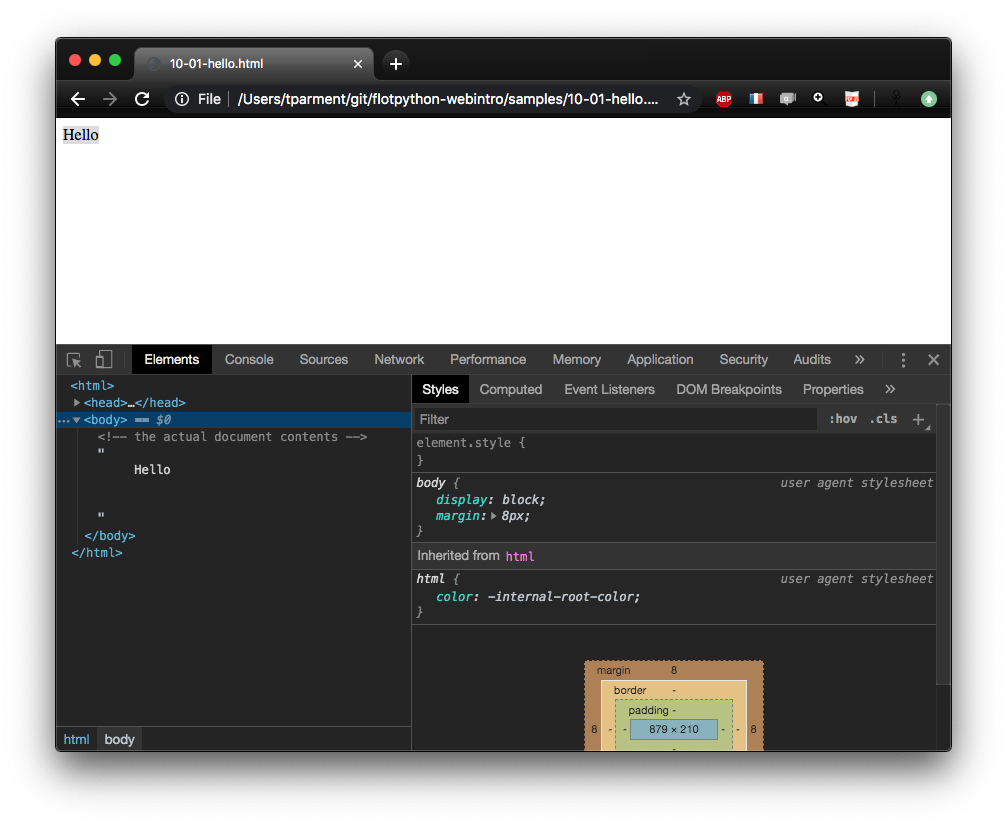 10-01-hello.html
File /Users/tparment/git/flotpython-webintro/samples/10-01-hello....
ABP
Hello
Elements Console Sources Network Performance Memory Application Security Audits »
<html>
▶<head>…</head>
…▼<body> == $0
<!-- the actual document contents -->
"
Hello
"
</body>
</html>
html body
Styles Computed Event Listeners DOM Breakpoints Properties »
Filter :hov .cls +
element.style {
}
body { user agent stylesheet
display: block;
margin:▶8px;
}
Inherited from html
html { user agent stylesheet
color: -internal-root-color;
}
margin 8
border -
padding -
8 - - 879 × 210 - - 8
-